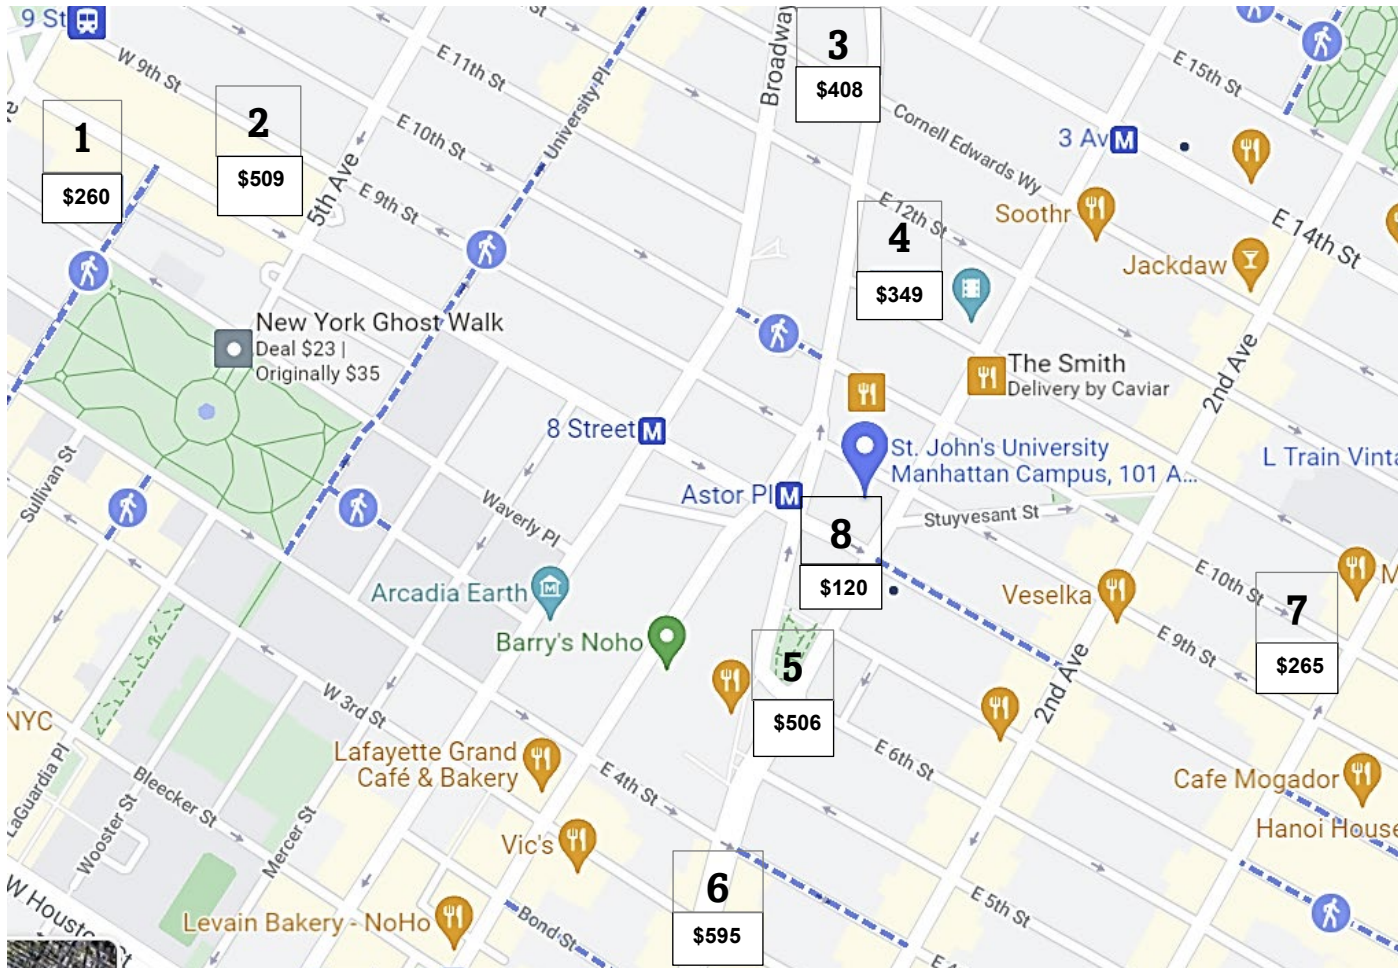 9 St
W 9th St
1
$260
2
$509
5th Ave
E 11th St
E 10th St
E 9th St
University Pl
Broadway
3
$408
Cornell Edwards Wy
E 15th St
3 Av
M
Soothr
E 12th St
4
$349
Jackdaw
E 14th St
New York Ghost Walk
Deal $23 |
Originally $35
The Smith
Delivery by Caviar
2nd Ave
8 Street
M
St. John's University
Manhattan Campus, 101 A...
L Train Vinta
Sullivan St
Astor Pl
M
Waverly Pl
8
$120
Stuyvesant St
Arcadia Earth
M
Barry's Noho
Veselka
E 10th St
7
$265
M
5
$506
E 9th St
2nd Ave
NYC
W 3rd St
Lafayette Grand
Café & Bakery
E 6th St
Cafe Mogador
LaGuardia Pl
Bleecker St
Wooster St
Mercer St
E 4th St
Hanoi House
Vic's
6
$595
E 5th St
W Houston St
Levain Bakery - NoHo
Bond St